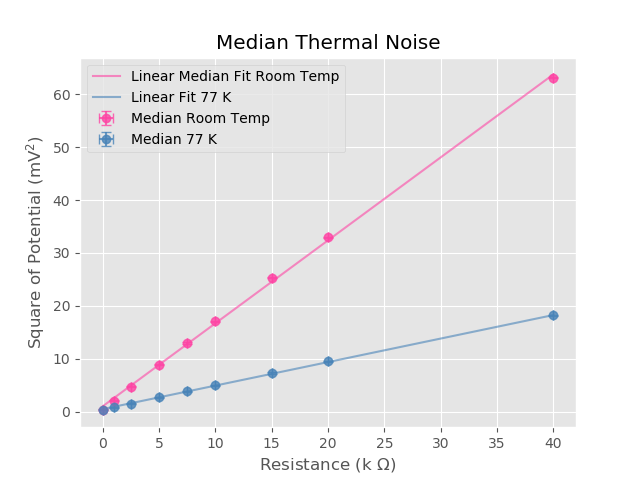 Median Thermal Noise
Linear Median Fit Room Temp
Linear Fit 77 K
Median Room Temp
Median 77 K
Square of Potential (mV²)
60
50
40
30
20
10
0
0 5 10 15 20 25 30 35 40
Resistance (k Ω)